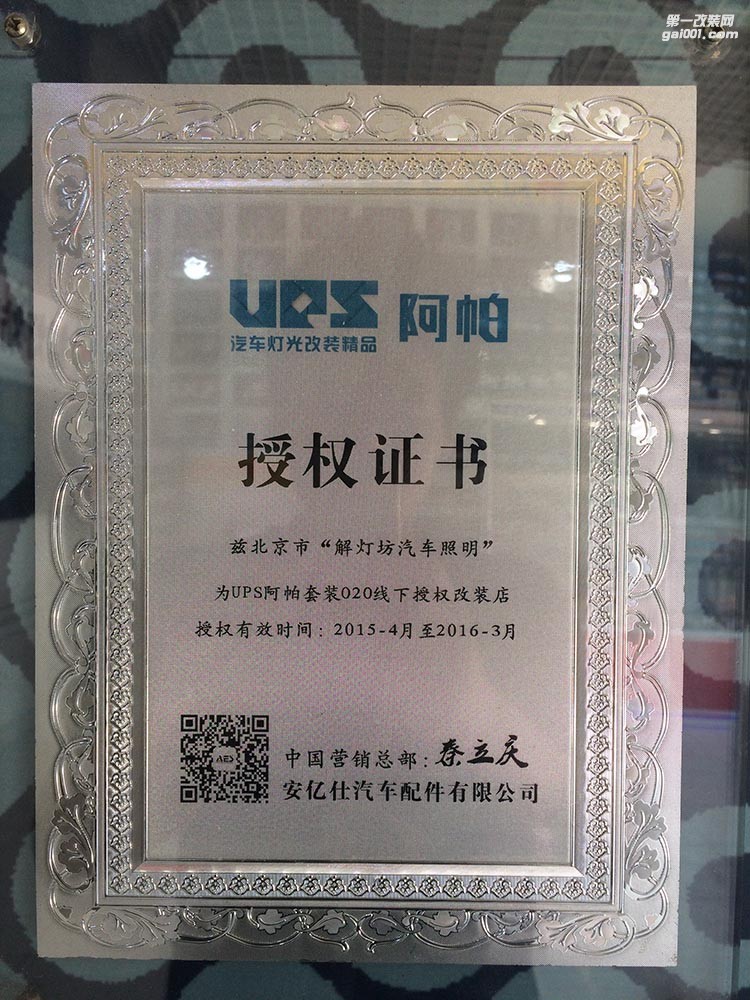 第一改装网
gai001.com
UPS 阿帕
汽车灯光改装精品
授权证书
兹北京市“解灯坊汽车照明”
为UPS阿帕套装O2O线下授权改装店
授权有效时间：2015-4月至2016-3月
AES
中国营销总部：秦立庆
安亿仕汽车配件有限公司